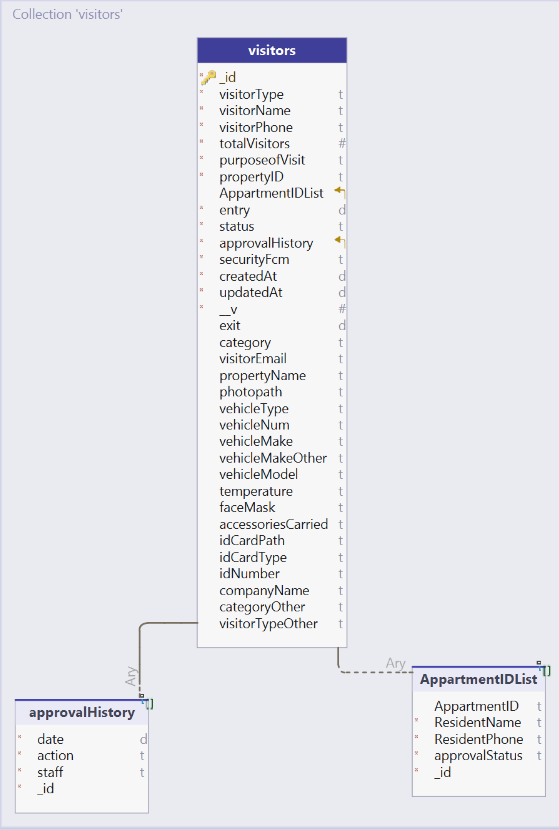 Collection 'visitors'
visitors
* _id
* visitorType t
* visitorName t
* visitorPhone t
* totalVisitors #
* purposeofVisit t
* propertyID t
AppartmentIDList
* entry d
* status t
* approvalHistory
* securityFcm t
* createdAt d
* updatedAt d
* __v #
exit d
category t
visitorEmail t
propertyName t
photopath t
vehicleType t
vehicleNum t
vehicleMake t
vehicleMakeOther t
vehicleModel t
temperature t
faceMask t
accessoriesCarried t
idCardPath t
idCardType t
idNumber t
companyName t
categoryOther t
visitorTypeOther t
Ary
Ary
approvalHistory []
* date d
* action t
* staff t
* _id
AppartmentIDList []
AppartmentID t
* ResidentName t
* ResidentPhone t
* approvalStatus t
* _id